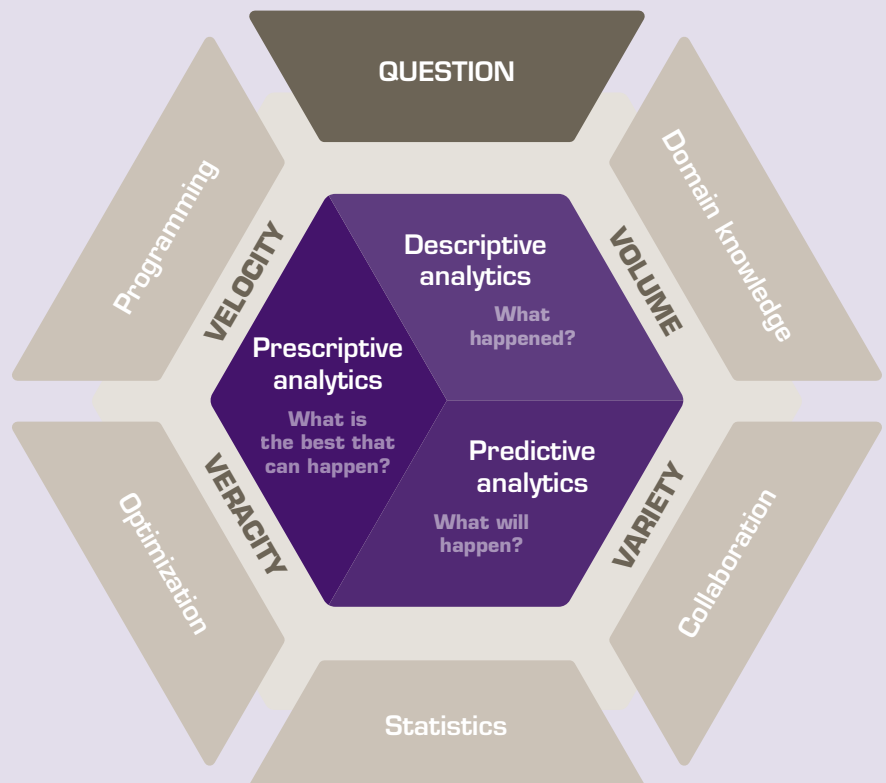 QUESTION
Programming
Domain knowledge
VELOCITY
VOLUME
Descriptive
analytics
What
happened?
Prescriptive
analytics
What is
the best that
can happen?
Predictive
analytics
What will
happen?
VERACITY
VARIETY
Optimization
Collaboration
Statistics